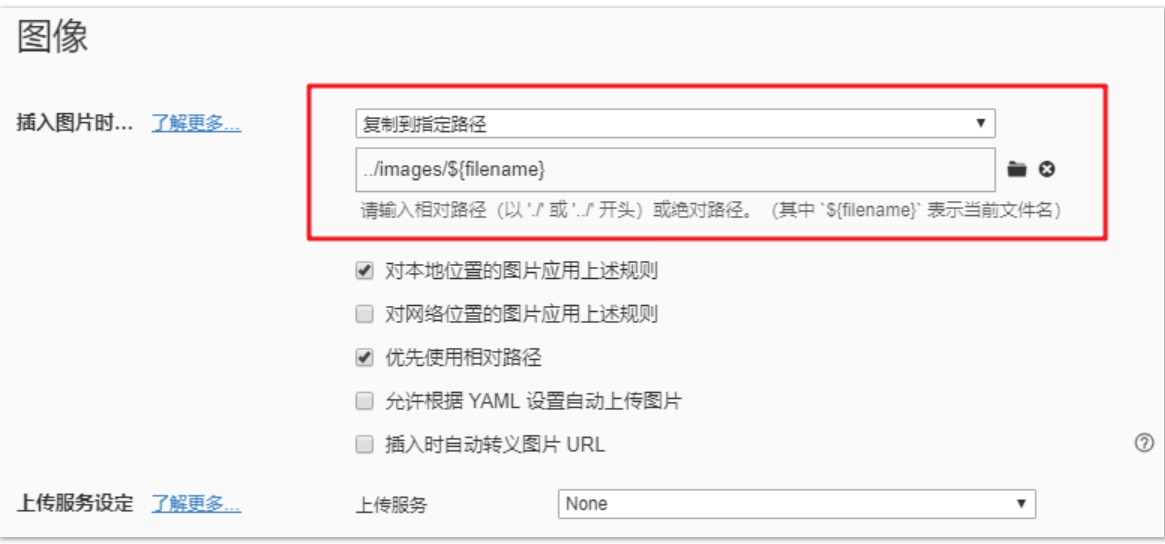 图像
插入图片时... 了解更多...
复制到指定路径
../images/${filename}
请输入相对路径（以 './' 或 '../' 开头）或绝对路径。（其中 `${filename}` 表示当前文件名）
对本地位置的图片应用上述规则
对网络位置的图片应用上述规则
优先使用相对路径
允许根据 YAML 设置自动上传图片
插入时自动转义图片 URL
上传服务设定 了解更多... 上传服务 None